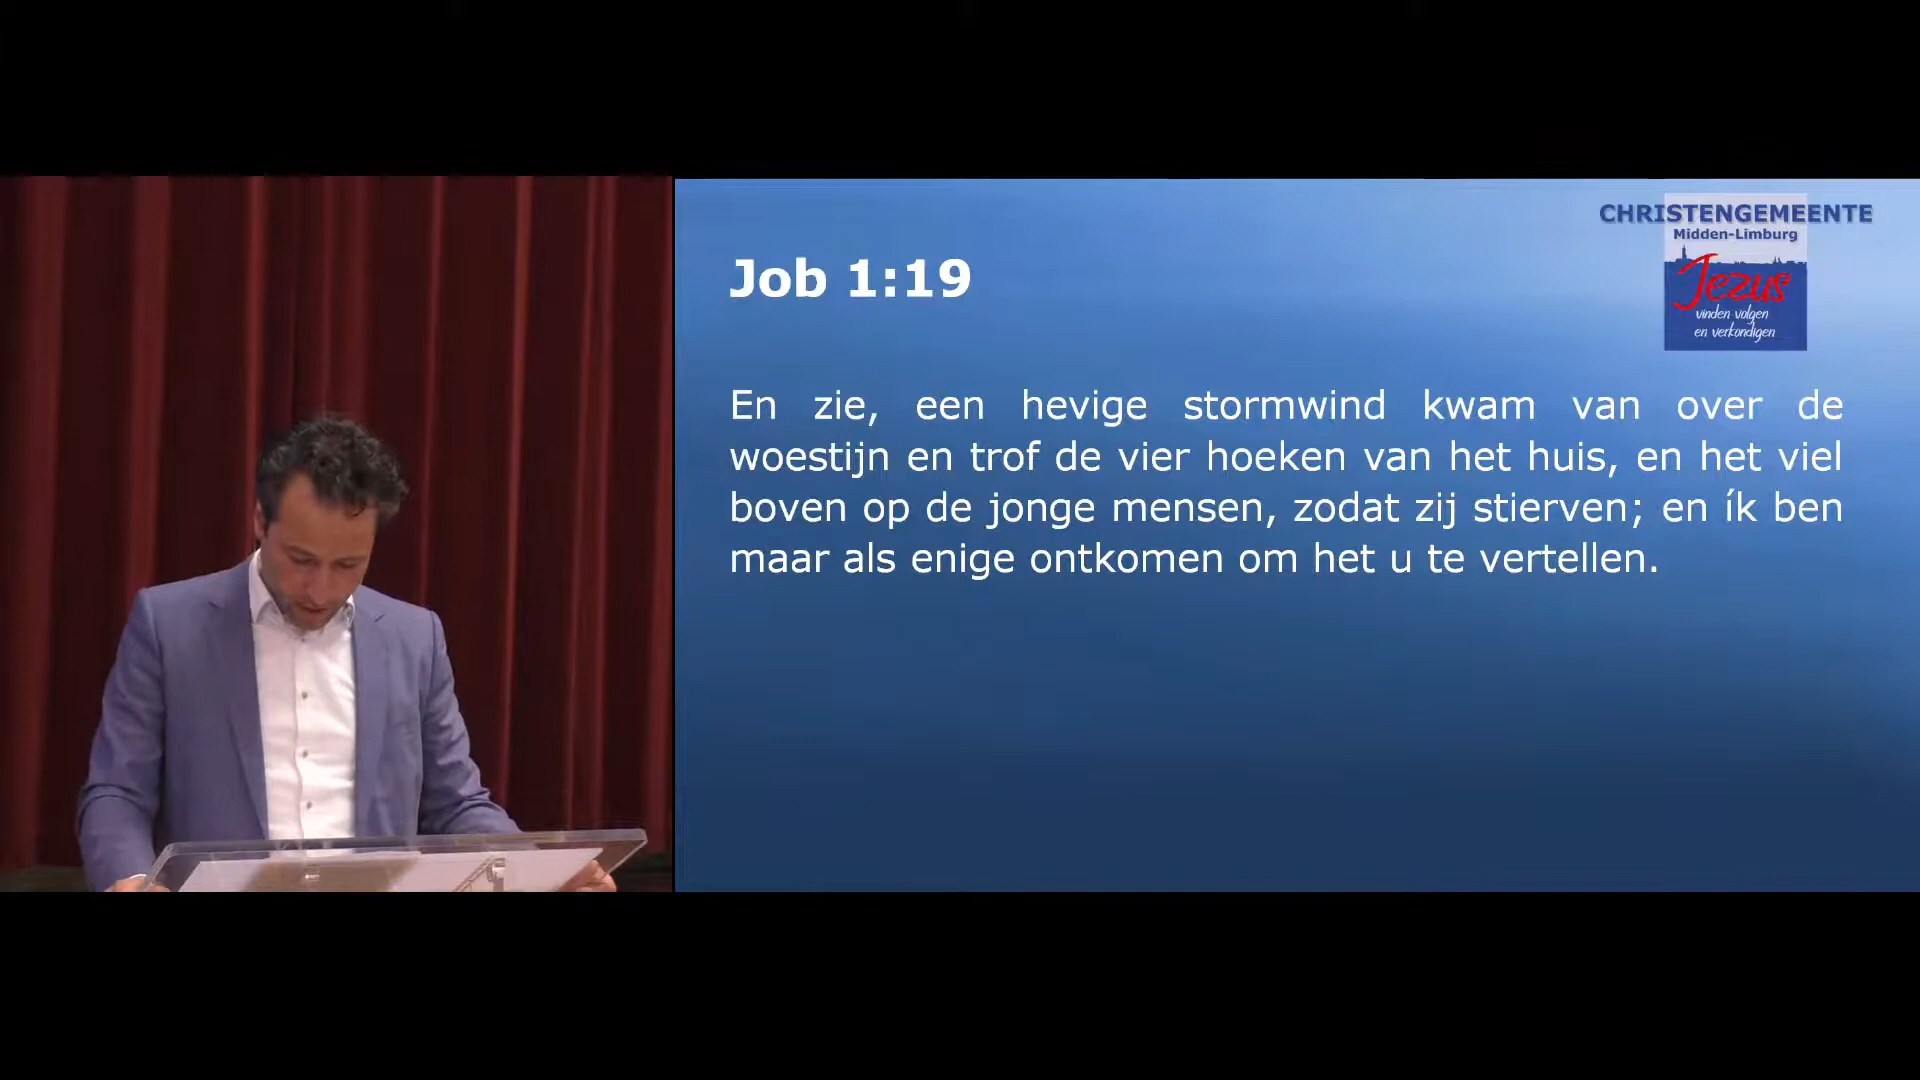 CHRISTENGEMEENTE
Midden-Limburg
Jezus
vinden volgen
en verkondigen
Job 1:19
En zie, een hevige stormwind kwam van over de
woestijn en trof de vier hoeken van het huis, en het viel
boven op de jonge mensen, zodat zij stierven; en ík ben
maar als enige ontkomen om het u te vertellen.